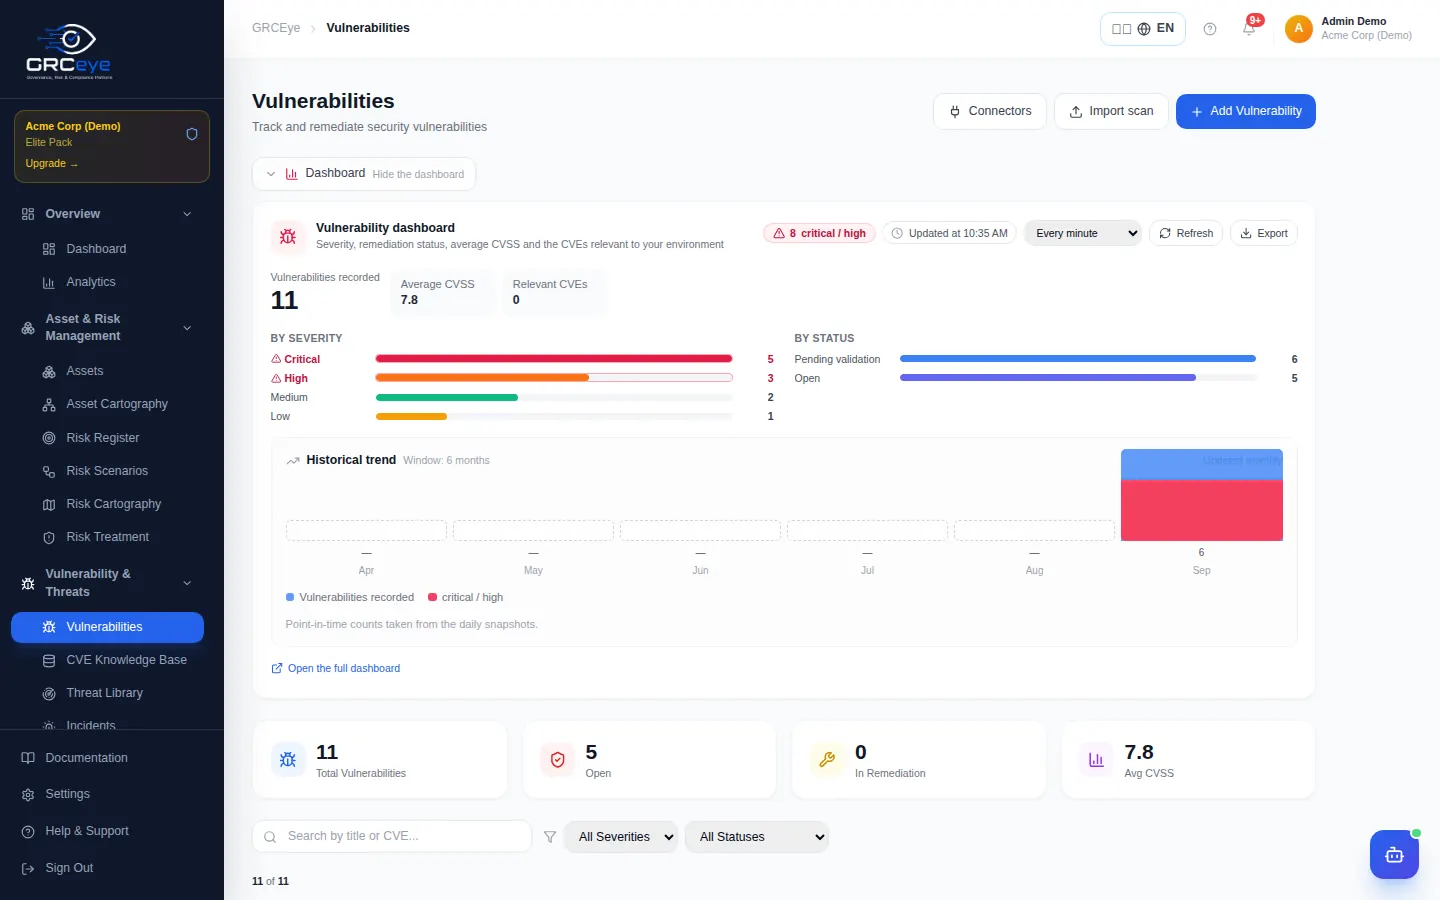 GRCeye
Governance, Risk & Compliance Platform
Acme Corp (Demo)
Elite Pack
Upgrade →
Overview
Dashboard
Analytics
Asset & Risk
Management
Assets
Asset Cartography
Risk Register
Risk Scenarios
Risk Cartography
Risk Treatment
Vulnerability &
Threats
Vulnerabilities
CVE Knowledge Base
Threat Library
Incidents
Documentation
Settings
Help & Support
Sign Out
GRCEye > Vulnerabilities
EN
9+
A
Admin Demo
Acme Corp (Demo)
Vulnerabilities
Track and remediate security vulnerabilities
Connectors
Import scan
+ Add Vulnerability
Dashboard Hide the dashboard
Vulnerability dashboard
Severity, remediation status, average CVSS and the CVEs relevant to your environment
8 critical / high
Updated at 10:35 AM
Every minute
Refresh
Export
Vulnerabilities recorded
11
Average CVSS
7.8
Relevant CVEs
0
BY SEVERITY
Critical 5
High 3
Medium 2
Low 1
BY STATUS
Pending validation 6
Open 5
Historical trend Window: 6 months
— — — — — 6
Apr May Jun Jul Aug Sep
Vulnerabilities recorded critical / high
Point-in-time counts taken from the daily snapshots.
Open the full dashboard
11
Total Vulnerabilities
5
Open
0
In Remediation
7.8
Avg CVSS
Search by title or CVE...
All Severities
All Statuses
11 of 11